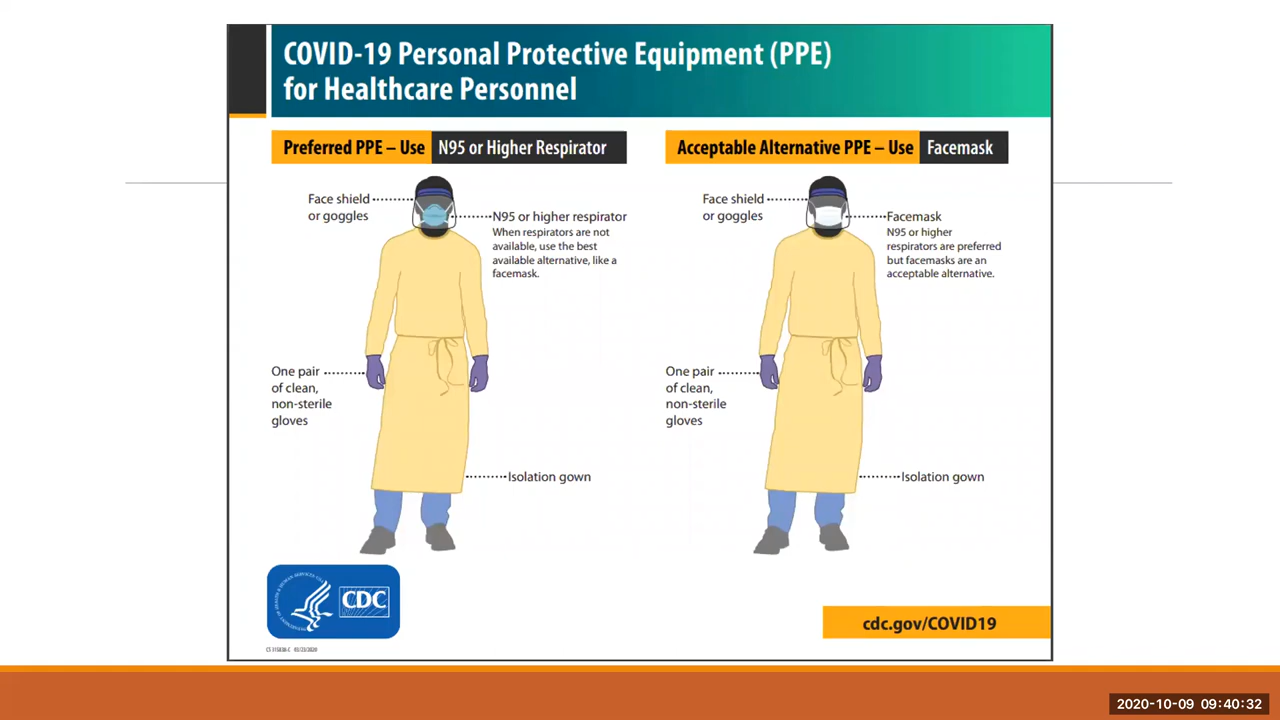 COVID-19 Personal Protective Equipment (PPE)
for Healthcare Personnel
Preferred PPE – Use N95 or Higher Respirator
Face shield
or goggles
N95 or higher respirator
When respirators are not
available, use the best
available alternative, like a
facemask.
One pair
of clean,
non-sterile
gloves
Isolation gown
Acceptable Alternative PPE – Use Facemask
Face shield
or goggles
Facemask
N95 or higher
respirators are preferred
but facemasks are an
acceptable alternative.
One pair
of clean,
non-sterile
gloves
Isolation gown
CDC
cdc.gov/COVID19
2020-10-09 09:40:32